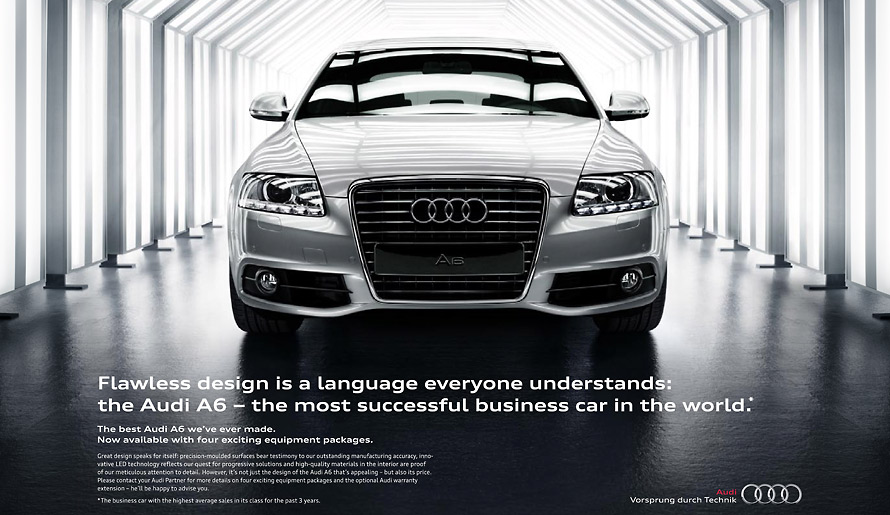 A6
Flawless design is a language everyone understands:
the Audi A6 – the most successful business car in the world.*
The best Audi A6 we've ever made.
Now available with four exciting equipment packages.
Great design speaks for itself: precision-moulded surfaces bear testimony to our outstanding manufacturing accuracy, inno-
vative LED technology reflects our quest for progressive solutions and high-quality materials in the interior are proof
of our meticulous attention to detail. However, it's not just the design of the Audi A6 that's appealing – but also its price.
Please contact your Audi Partner for more details on four exciting equipment packages and the optional Audi warranty
extension – he'll be happy to advise you.
*The business car with the highest average sales in its class for the past 3 years.
Audi
Vorsprung durch Technik